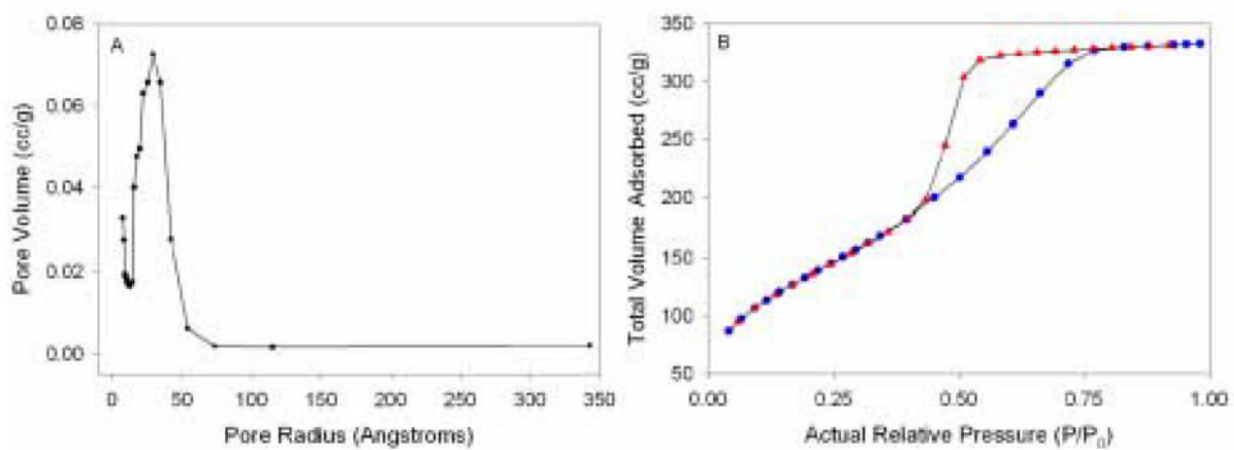 A
Pore Volume (cc/g)
0.08
0.06
0.04
0.02
0.00
0 50 100 150 200 250 300 350
Pore Radius (Angstroms)
B
Total Volume Adsorbed (cc/g)
350
300
250
200
150
100
50
0.00 0.25 0.50 0.75 1.00
Actual Relative Pressure (P/P₀)